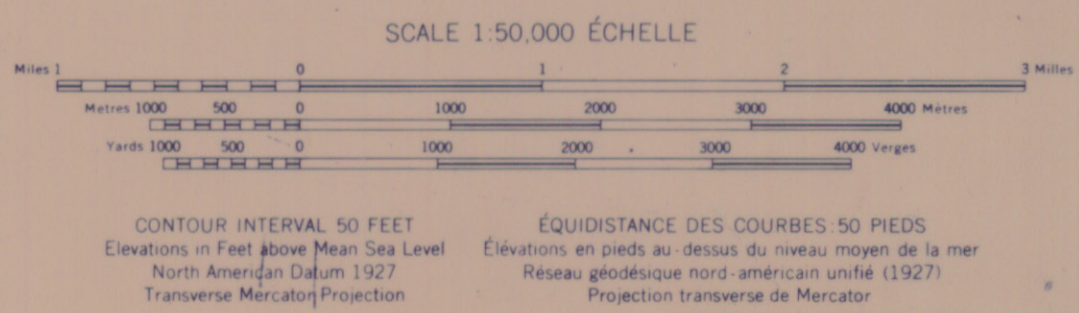 SCALE 1:50,000 ÉCHELLE
Miles 1 0 1 2 3 Milles
Metres 1000 500 0 1000 2000 3000 4000 Mètres
Yards 1000 500 0 1000 2000 3000 4000 Verges
CONTOUR INTERVAL 50 FEET
Elevations in Feet above Mean Sea Level
North American Datum 1927
Transverse Mercator Projection
ÉQUIDISTANCE DES COURBES: 50 PIEDS
Élévations en pieds au-dessus du niveau moyen de la mer
Réseau géodésique nord-américain unifié (1927)
Projection transverse de Mercator